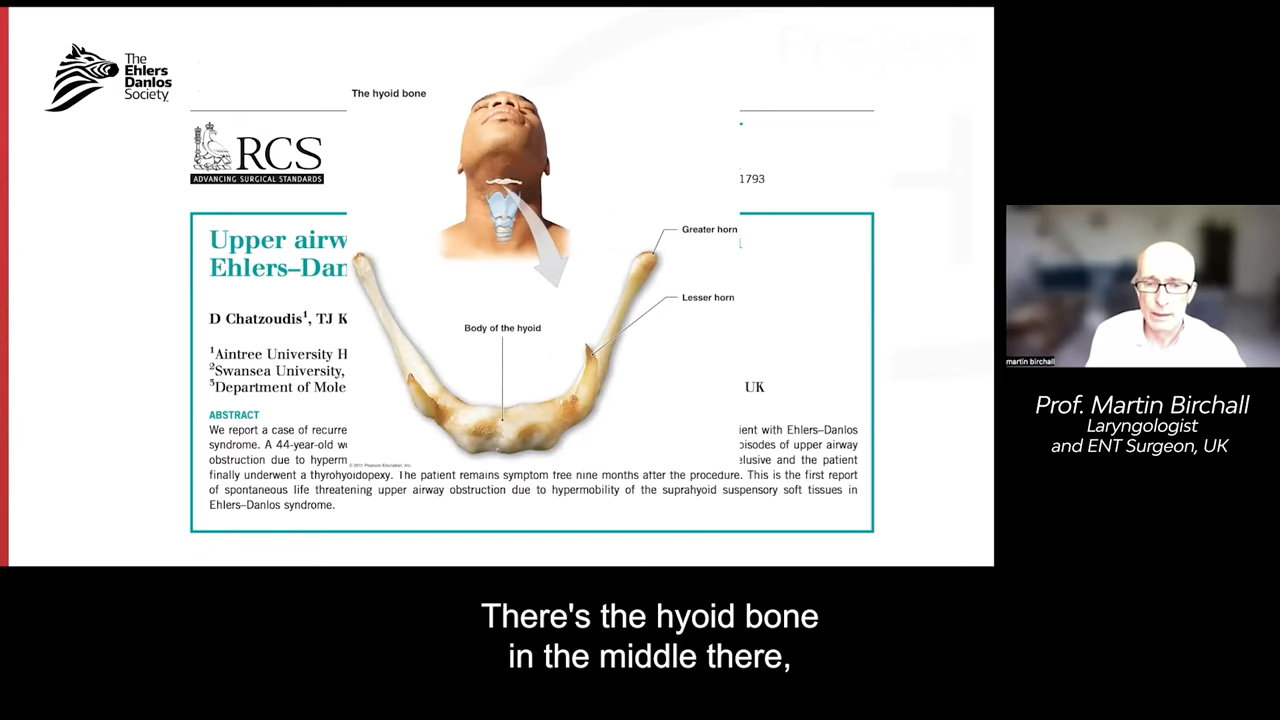 The
Ehlers
Danlos
Society
The hyoid bone
RCS
ADVANCING SURGICAL STANDARDS
1793
Greater horn
Upper airw
Ehlers–Dan
Lesser horn
D Chatzoudis¹, TJ K
Body of the hyoid
¹Aintree University H
²Swansea University,
³Department of Mole UK
ABSTRACT
We report a case of recurre ient with Ehlers–Danlos
syndrome. A 44-year-old wo pisodes of upper airway
obstruction due to hyperm elusive and the patient
© 2011 Pearson Education, Inc.
finally underwent a thyrohyoidopexy. The patient remains symptom free nine months after the procedure. This is the first report
of spontaneous life threatening upper airway obstruction due to hypermobility of the suprahyoid suspensory soft tissues in
Ehlers–Danlos syndrome.
martin birchall
Prof. Martin Birchall
Laryngologist
and ENT Surgeon, UK
There's the hyoid bone
in the middle there,